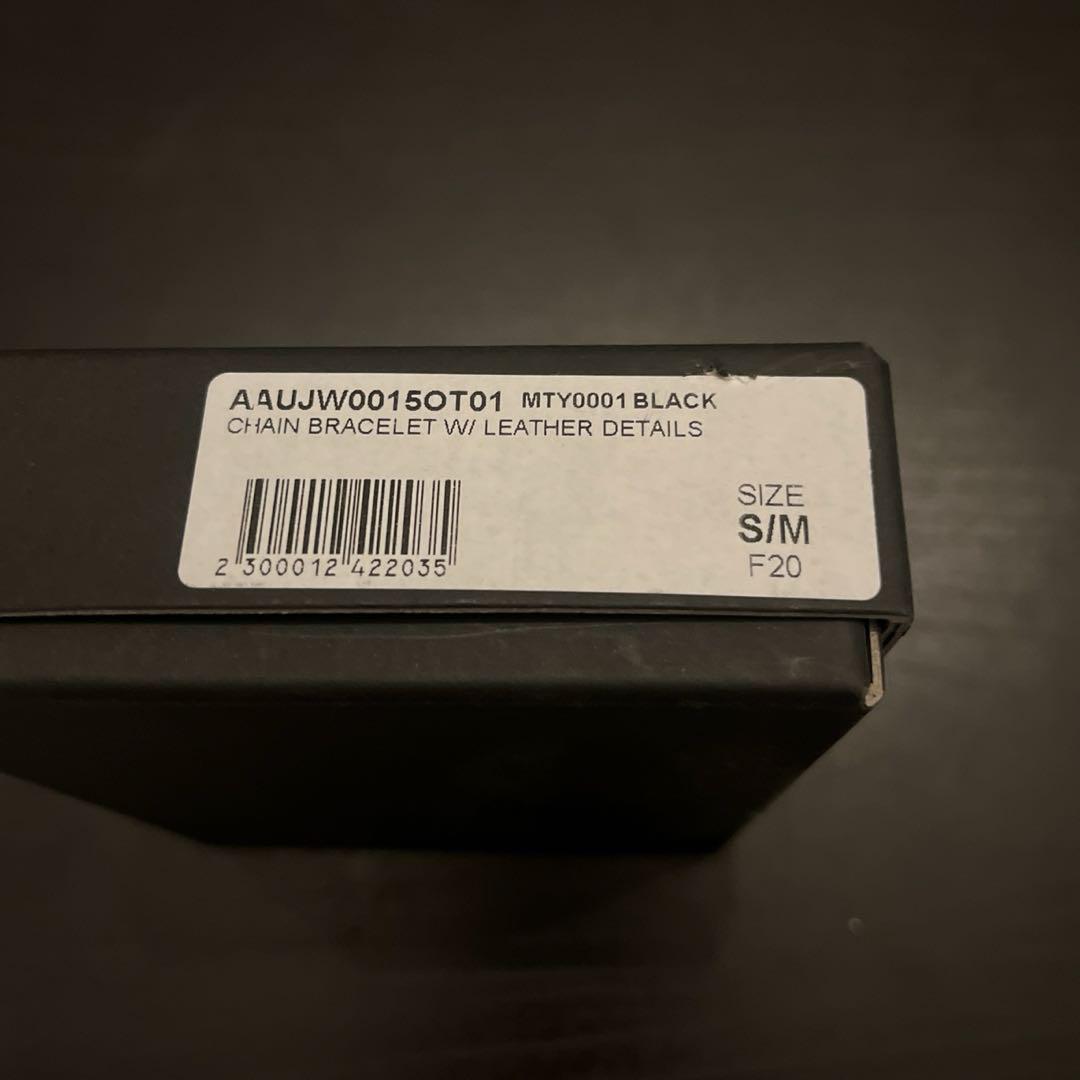 AAUJW0015OT01 MTY0001 BLACK
CHAIN BRACELET W/ LEATHER DETAILS
SIZE
S/M
F20
2 300012 422035